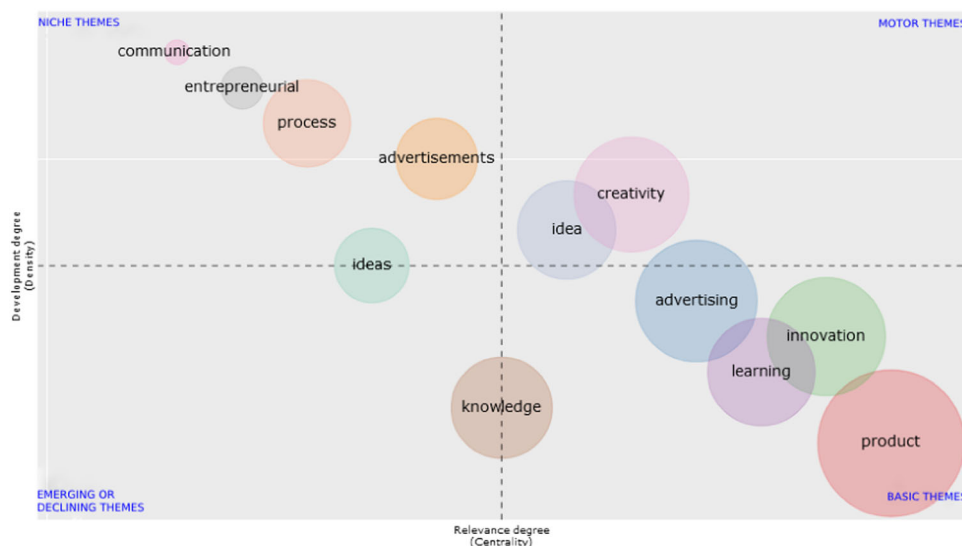 NICHE THEMES
MOTOR THEMES
communication
entrepreneurial
process
advertisements
creativity
idea
ideas
advertising
innovation
learning
knowledge
product
Development degree
(Density)
EMERGING OR
DECLINING THEMES
BASIC THEMES
Relevance degree
(Centrality)